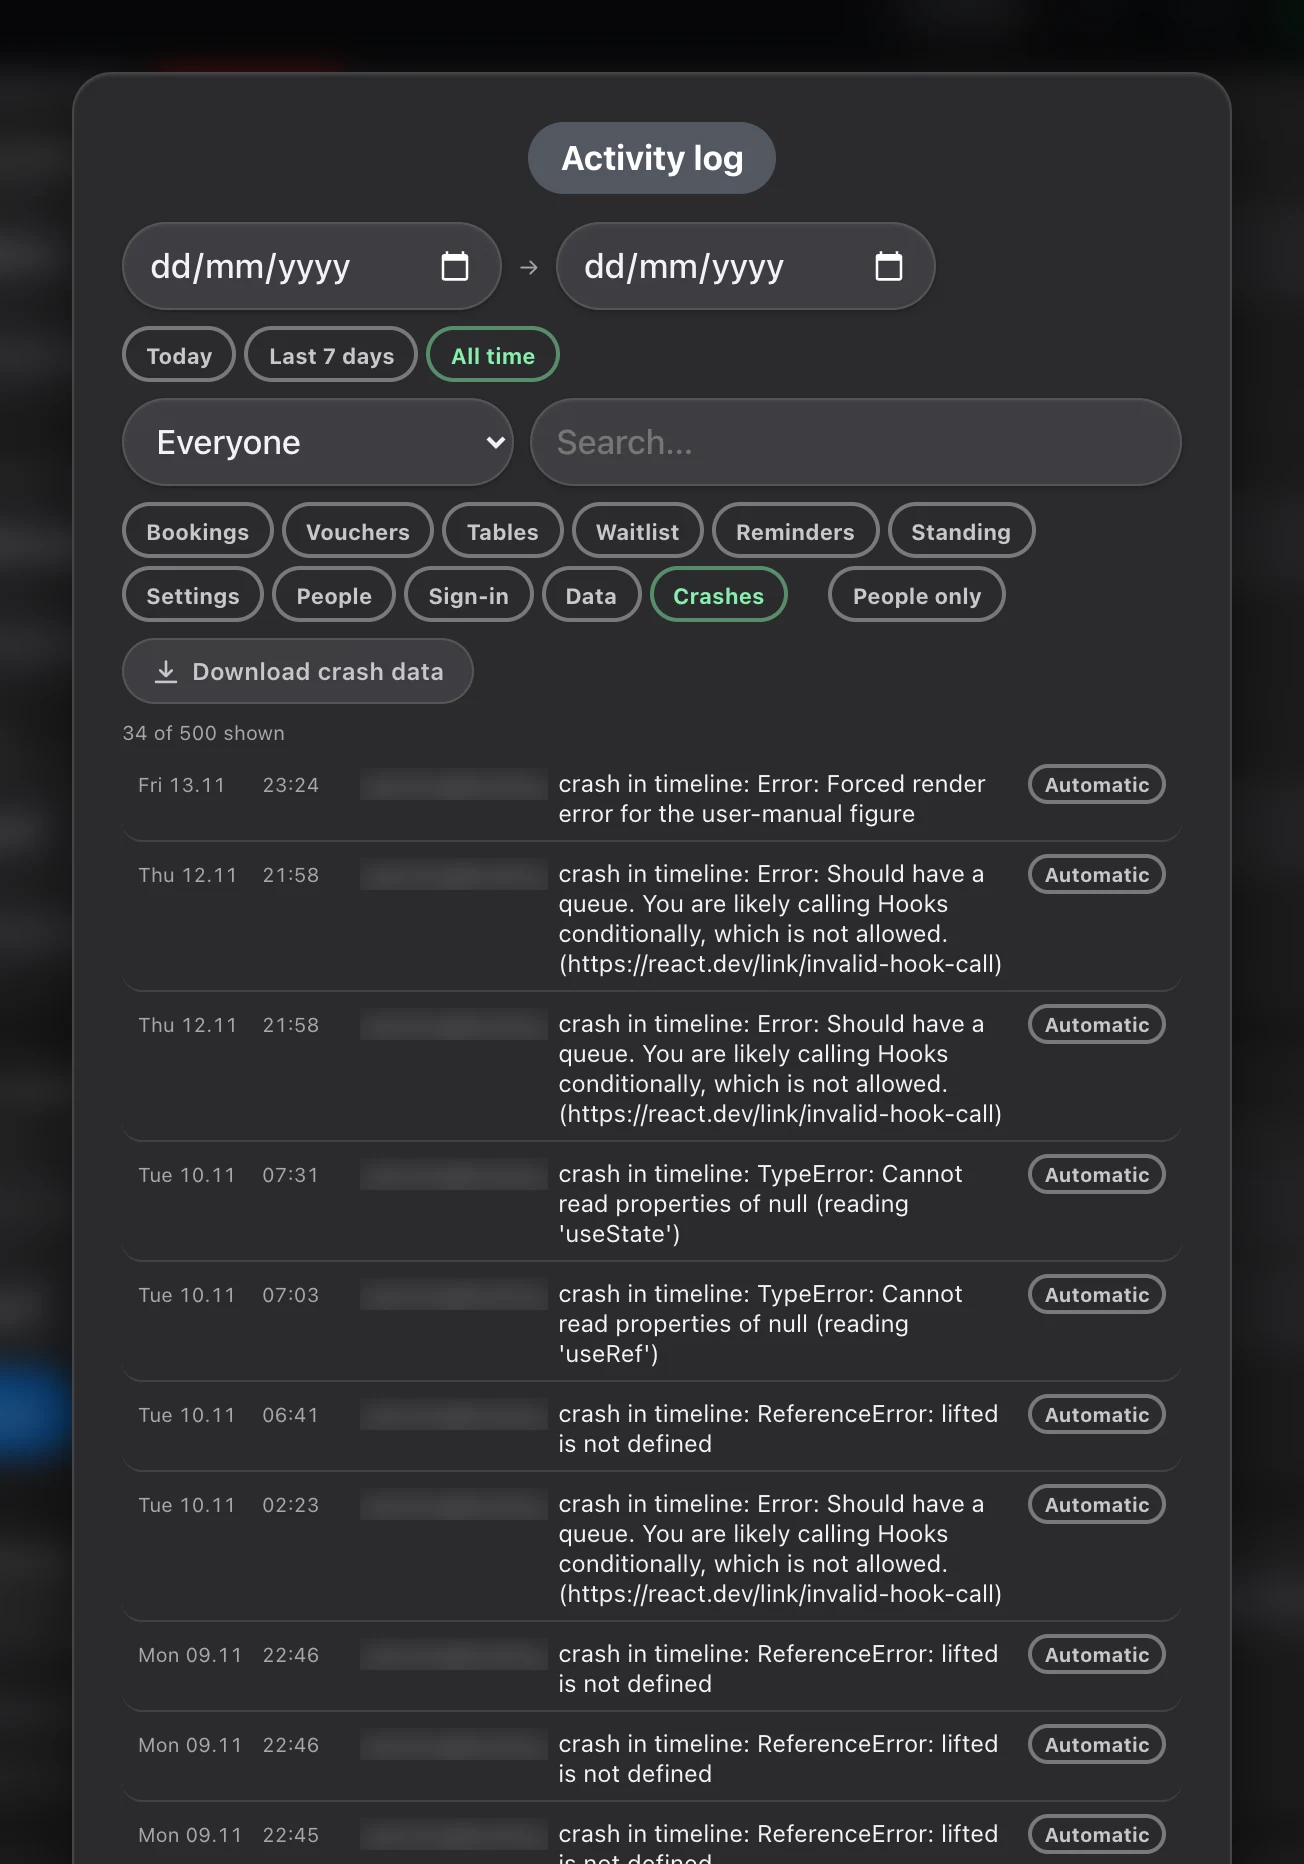 Activity log
dd/mm/yyyy → dd/mm/yyyy
Today Last 7 days All time
Everyone Search...
Bookings Vouchers Tables Waitlist Reminders Standing
Settings People Sign-in Data Crashes People only
Download crash data
34 of 500 shown
Fri 13.11 23:24 crash in timeline: Error: Forced render Automatic
error for the user-manual figure
Thu 12.11 21:58 crash in timeline: Error: Should have a Automatic
queue. You are likely calling Hooks
conditionally, which is not allowed.
(https://react.dev/link/invalid-hook-call)
Thu 12.11 21:58 crash in timeline: Error: Should have a Automatic
queue. You are likely calling Hooks
conditionally, which is not allowed.
(https://react.dev/link/invalid-hook-call)
Tue 10.11 07:31 crash in timeline: TypeError: Cannot Automatic
read properties of null (reading
'useState')
Tue 10.11 07:03 crash in timeline: TypeError: Cannot Automatic
read properties of null (reading
'useRef')
Tue 10.11 06:41 crash in timeline: ReferenceError: lifted Automatic
is not defined
Tue 10.11 02:23 crash in timeline: Error: Should have a Automatic
queue. You are likely calling Hooks
conditionally, which is not allowed.
(https://react.dev/link/invalid-hook-call)
Mon 09.11 22:46 crash in timeline: ReferenceError: lifted Automatic
is not defined
Mon 09.11 22:46 crash in timeline: ReferenceError: lifted Automatic
is not defined
Mon 09.11 22:45 crash in timeline: ReferenceError: lifted Automatic
is not defined